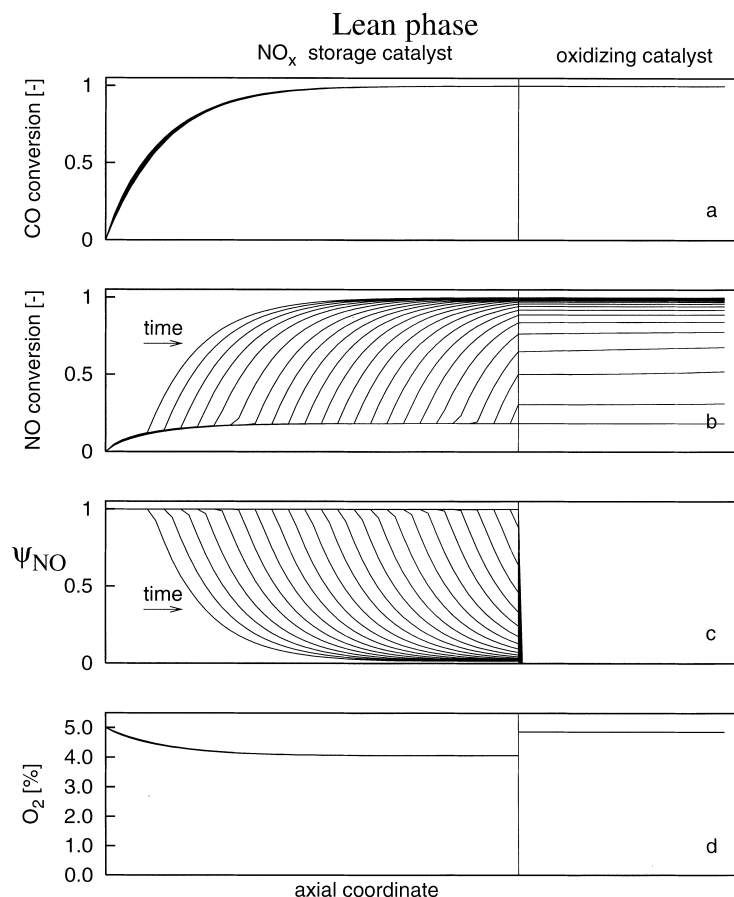 Lean phase
NOx storage catalyst
oxidizing catalyst
1
0.5
0
CO conversion [-]
a
1
0.5
0
NO conversion [-]
time
b
1
0.5
0
ΨNO
time
c
5.0
4.0
3.0
2.0
1.0
0.0
O2 [%]
d
axial coordinate